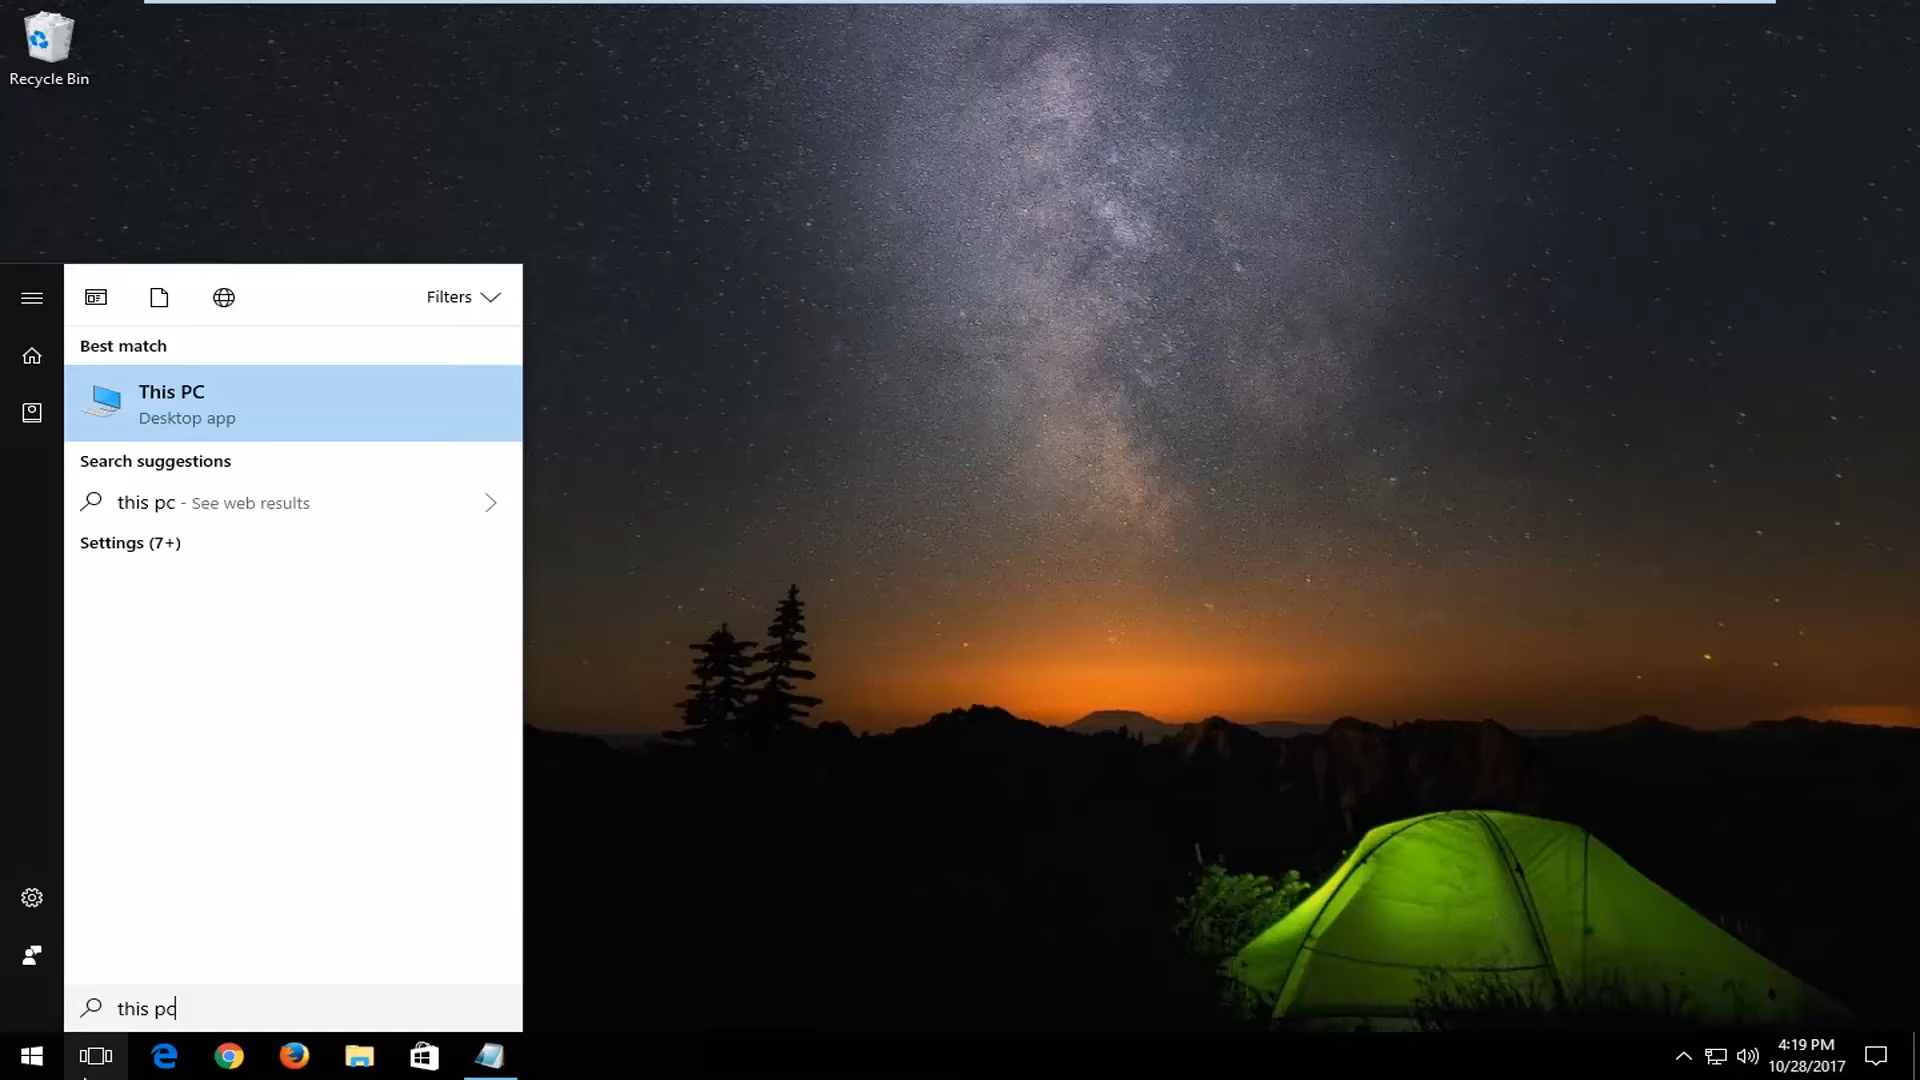 Recycle Bin
Filters
Best match
This PC
Desktop app
Search suggestions
this pc - See web results
Settings (7+)
this pc
4:19 PM
10/28/2017